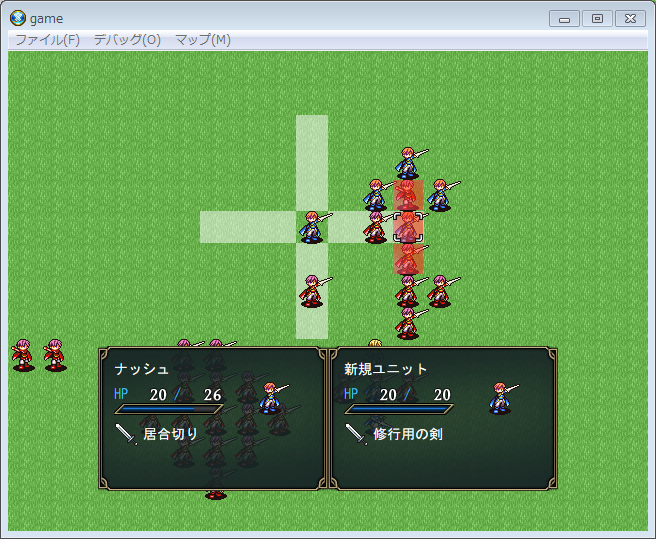 game
ファイル(F) デバッグ(O) マップ(M)
ナッシュ
HP 20 / 26
居合切り
新規ユニット
HP 20 / 20
修行用の剣